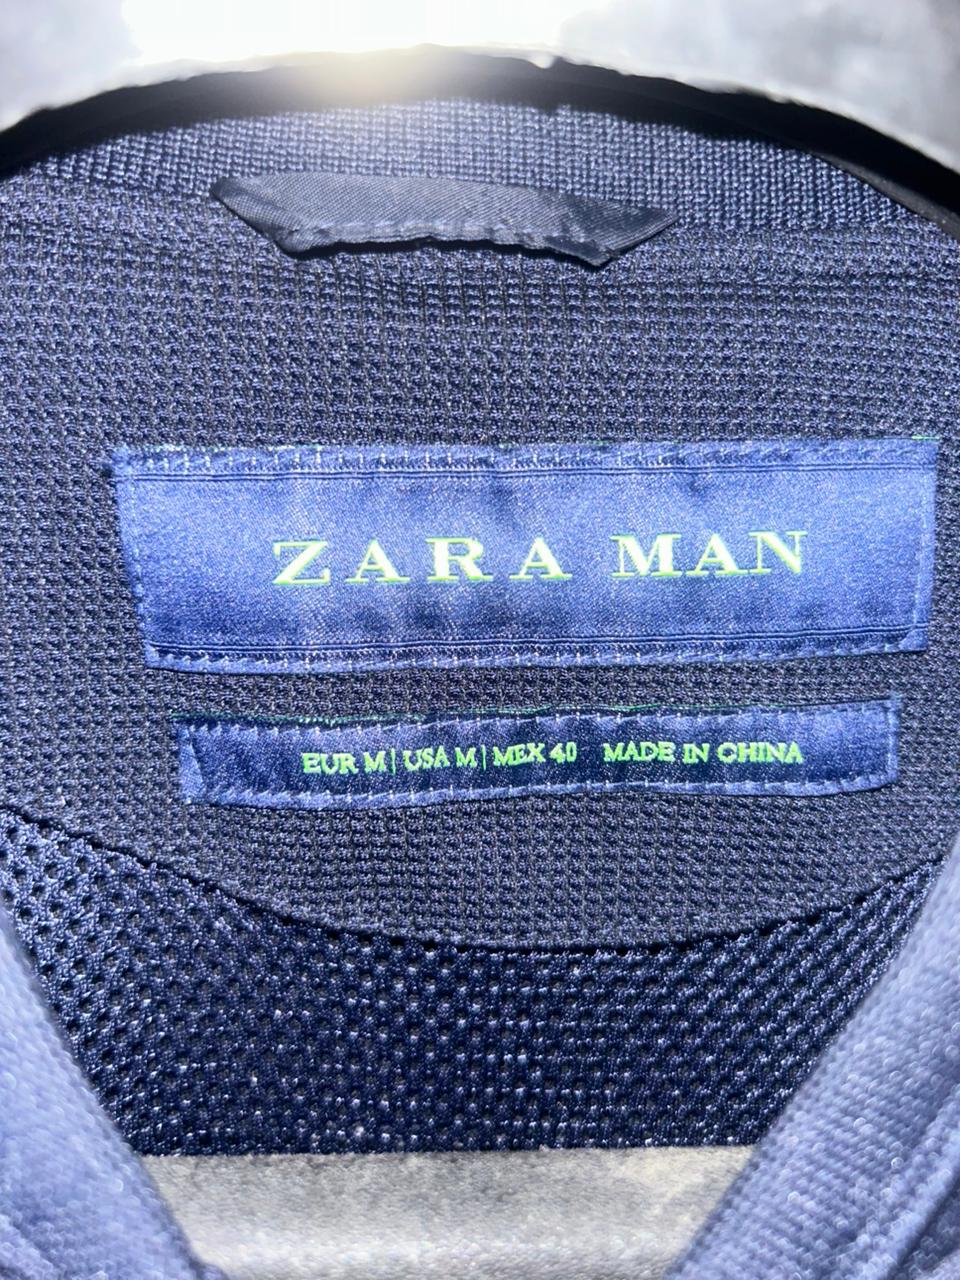 ZARA MAN
EUR M | USA M | MEX 40 MADE IN CHINA